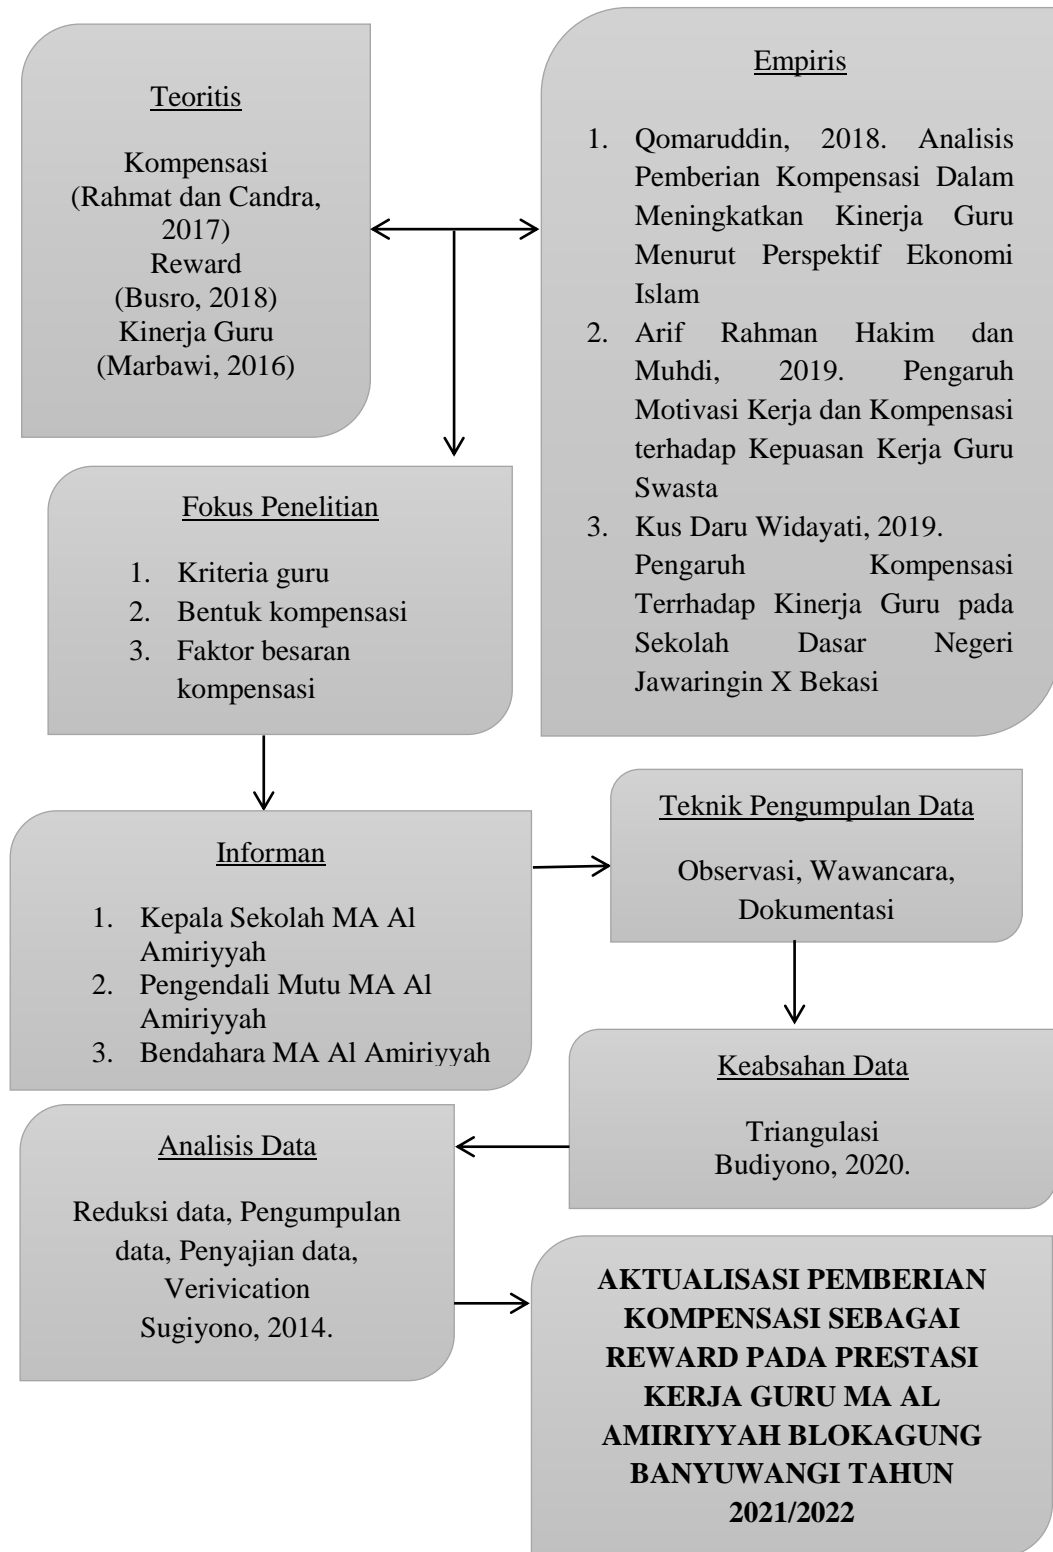 Teoritis
Kompensasi
(Rahmat dan Candra,
2017)
Reward
(Busro, 2018)
Kinerja Guru
(Marbawi, 2016)
Empiris
1. Qomaruddin, 2018. Analisis
Pemberian Kompensasi Dalam
Meningkatkan Kinerja Guru
Menurut Perspektif Ekonomi
Islam
2. Arif Rahman Hakim dan
Muhdi, 2019. Pengaruh
Motivasi Kerja dan Kompensasi
terhadap Kepuasan Kerja Guru
Swasta
3. Kus Daru Widayati, 2019.
Pengaruh Kompensasi
Terrhadap Kinerja Guru pada
Sekolah Dasar Negeri
Jawaringin X Bekasi
Fokus Penelitian
1. Kriteria guru
2. Bentuk kompensasi
3. Faktor besaran
kompensasi
Informan
1. Kepala Sekolah MA Al
Amiriyyah
2. Pengendali Mutu MA Al
Amiriyyah
3. Bendahara MA Al Amiriyyah
Teknik Pengumpulan Data
Observasi, Wawancara,
Dokumentasi
Keabsahan Data
Triangulasi
Budiyono, 2020.
Analisis Data
Reduksi data, Pengumpulan
data, Penyajian data,
Verivication
Sugiyono, 2014.
AKTUALISASI PEMBERIAN
KOMPENSASI SEBAGAI
REWARD PADA PRESTASI
KERJA GURU MA AL
AMIRIYYAH BLOKAGUNG
BANYUWANGI TAHUN
2021/2022